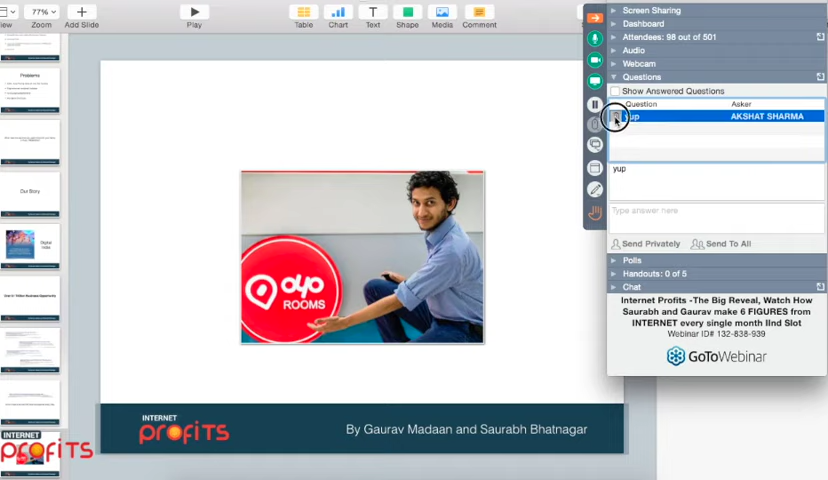 iew
77%
Zoom
Add Slide
Play
Table
Chart
Text
Shape
Media
Comment
Problems
Our Story
Digital
India
INTERNET
profits
oyo
ROOMS
INTERNET
profits
By Gaurav Madaan and Saurabh Bhatnagar
Screen Sharing
Dashboard
Attendees: 98 out of 501
Audio
Webcam
Questions
Show Answered Questions
Question Asker
yup AKSHAT SHARMA
yup
Type answer here
Send Privately Send To All
Polls
Handouts: 0 of 5
Chat
Internet Profits -The Big Reveal, Watch How
Saurabh and Gaurav make 6 FIGURES from
INTERNET every single month IInd Slot
Webinar ID# 132-838-939
GoToWebinar